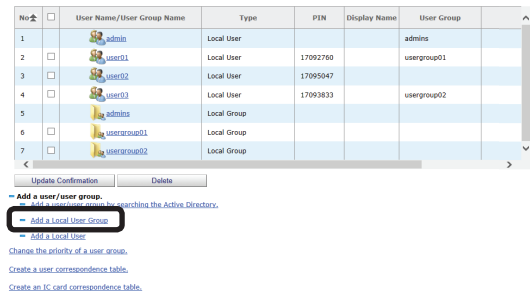 No User Name/User Group Name Type PIN Display Name User Group
1 admin Local User admins
2 user01 Local User 17092760 usergroup01
3 user02 Local User 17095047
4 user03 Local User 17093833 usergroup02
5 admins Local Group
6 usergroup01 Local Group
7 usergroup02 Local Group
Update Confirmation Delete
Add a user/user group.
Add a user/user group by searching the Active Directory.
Add a Local User Group
Add a Local User
Change the priority of a user group.
Create a user correspondence table.
Create an IC card correspondence table.